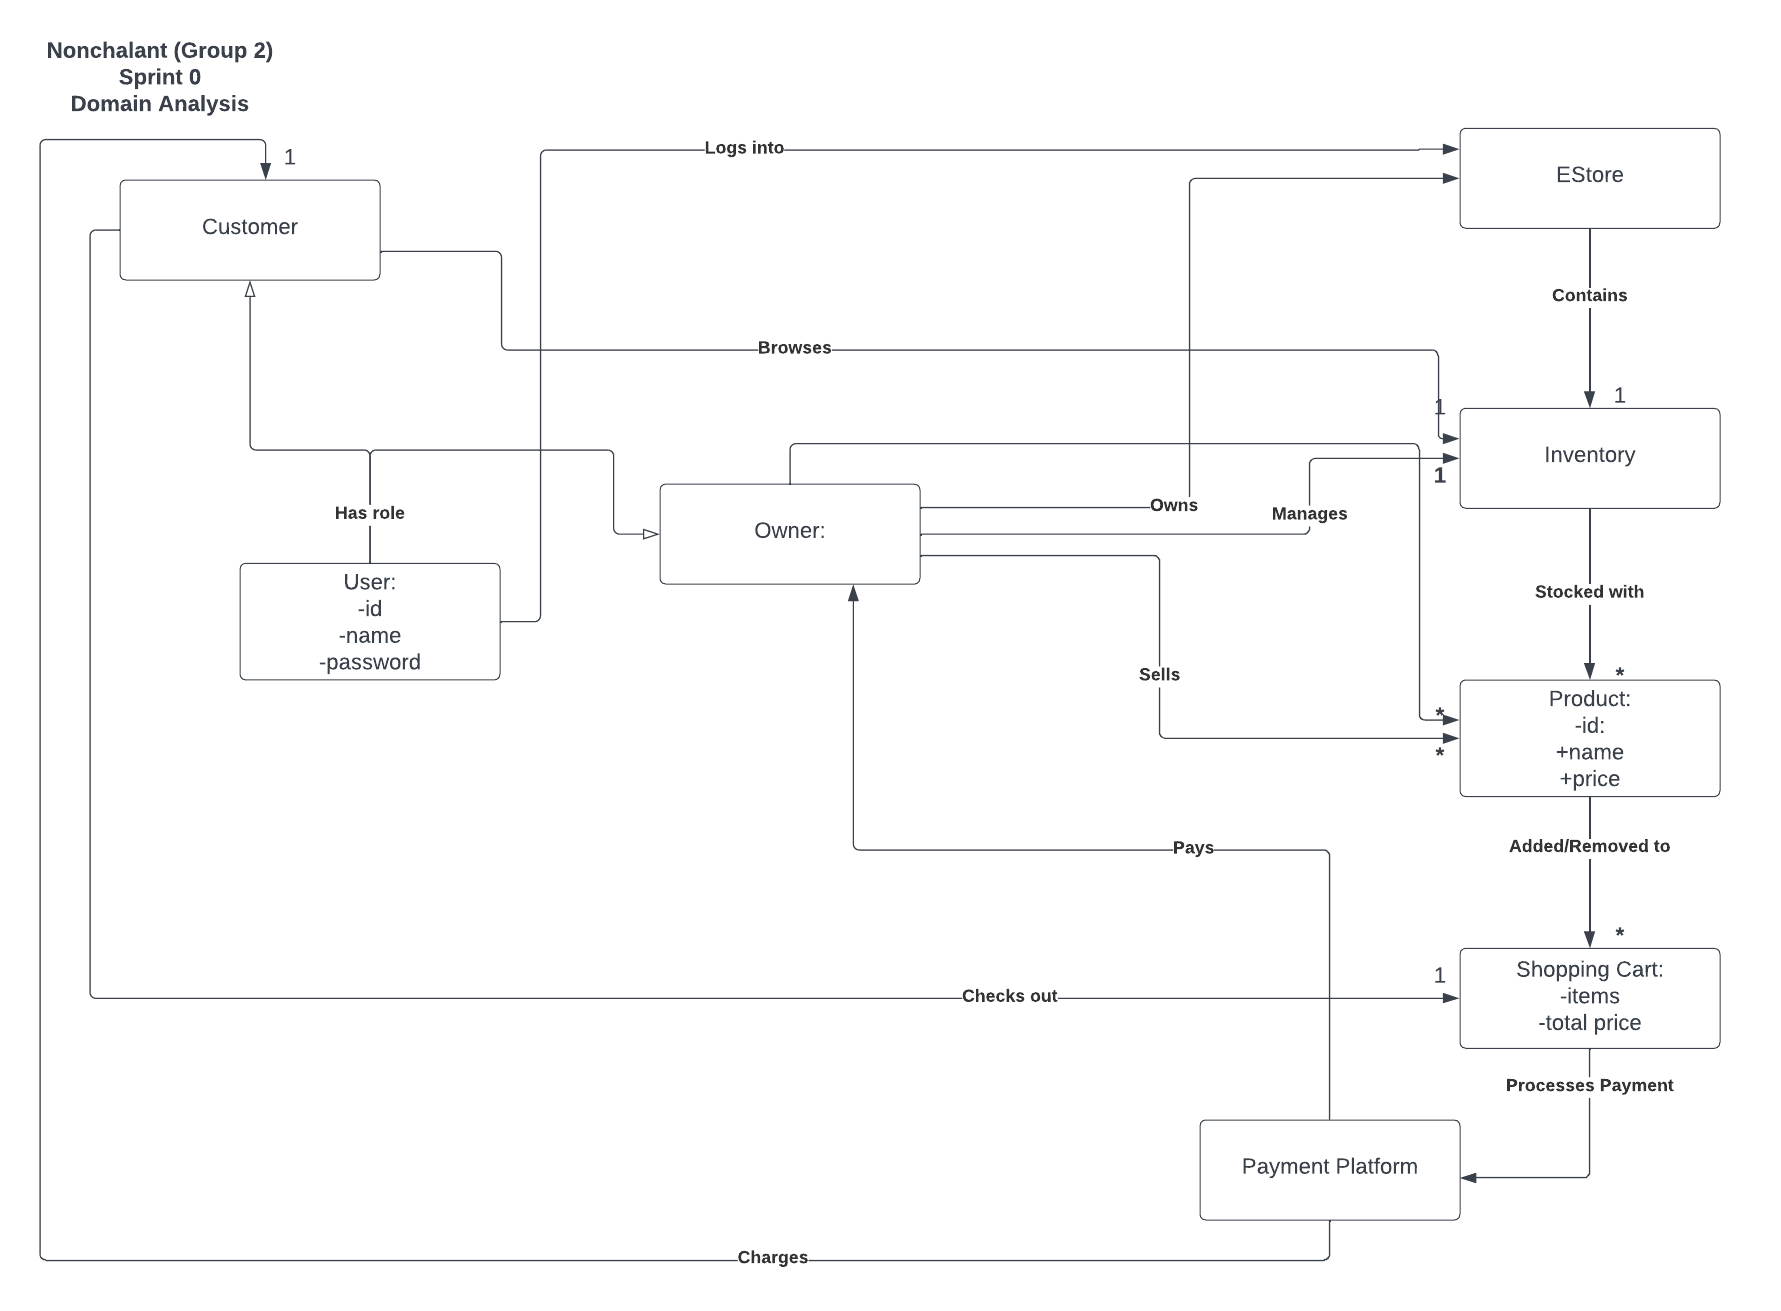 Nonchalant (Group 2)
Sprint 0
Domain Analysis
1
Customer
Logs into
EStore
Contains
Browses
1
1
Inventory
1
Has role
Owner:
Owns
Manages
User:
-id
-name
-password
Stocked with
Sells
*
*
*
Product:
-id:
+name
+price
Pays
Added/Removed to
*
1
Checks out
Shopping Cart:
-items
-total price
Processes Payment
Payment Platform
Charges